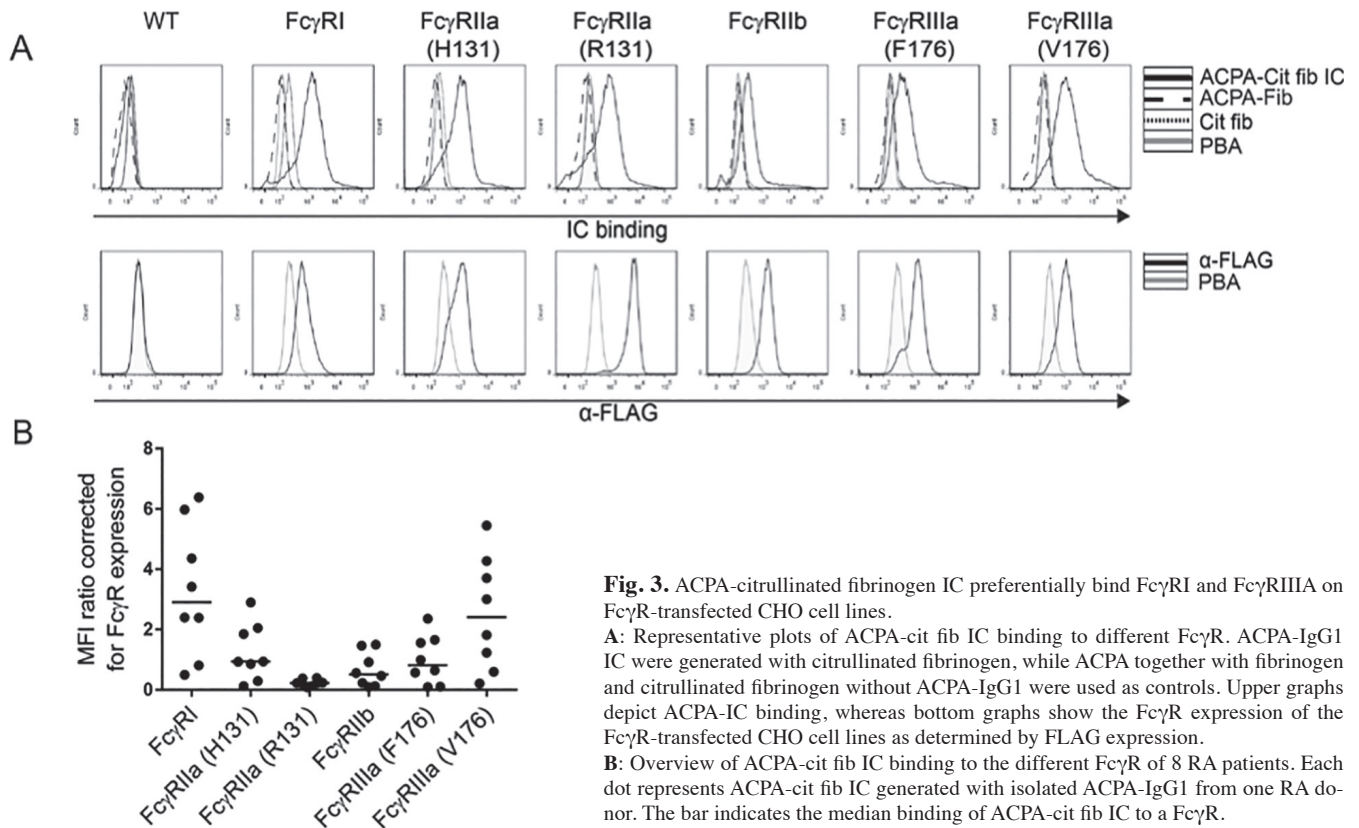 A
WT
FcγRI
FcγRIIa
(H131)
FcγRIIa
(R131)
FcγRIIb
FcγRIIIa
(F176)
FcγRIIIa
(V176)
ACPA-Cit fib IC
ACPA-Fib
Cit fib
PBA
IC binding
α-FLAG
PBA
α-FLAG
B
MFI ratio corrected
for FcγR expression
8
6
4
2
0
FcγRI
FcγRIIa (H131)
FcγRIIa (R131)
FcγRIIb
FcγRIIIa (F176)
FcγRIIIa (V176)
Fig. 3. ACPA-citrullinated fibrinogen IC preferentially bind FcγRI and FcγRIIIA on
FcγR-transfected CHO cell lines.
A: Representative plots of ACPA-cit fib IC binding to different FcγR. ACPA-IgG1
IC were generated with citrullinated fibrinogen, while ACPA together with fibrinogen
and citrullinated fibrinogen without ACPA-IgG1 were used as controls. Upper graphs
depict ACPA-IC binding, whereas bottom graphs show the FcγR expression of the
FcγR-transfected CHO cell lines as determined by FLAG expression.
B: Overview of ACPA-cit fib IC binding to the different FcγR of 8 RA patients. Each
dot represents ACPA-cit fib IC generated with isolated ACPA-IgG1 from one RA do-
nor. The bar indicates the median binding of ACPA-cit fib IC to a FcγR.